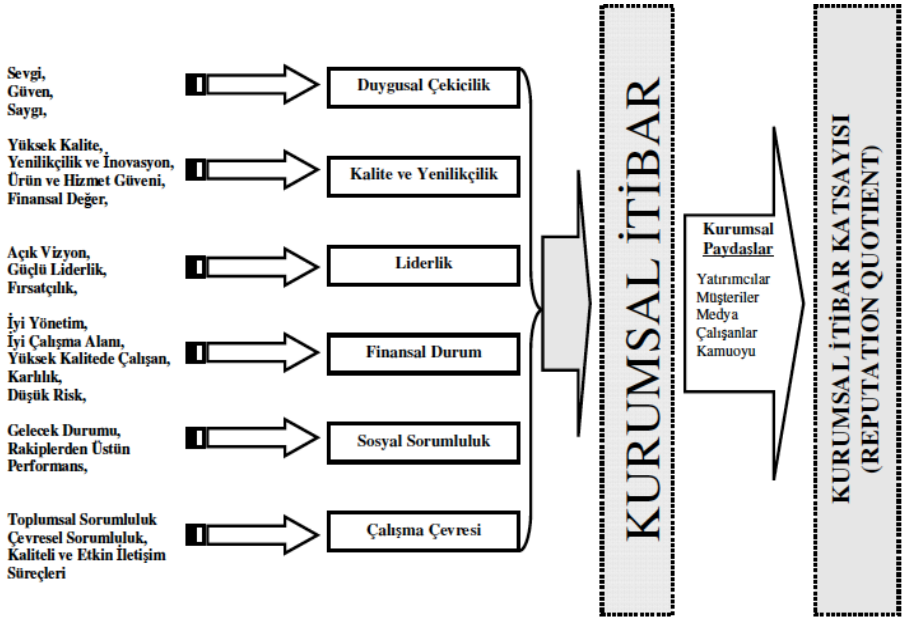 Sevgi,
Güven,
Saygı,
Duygusal Çekicilik
Yüksek Kalite,
Yenilikçilik ve İnovasyon,
Ürün ve Hizmet Güveni,
Finansal Değer,
Kalite ve Yenilikçilik
Açık Vizyon,
Güçlü Liderlik,
Fırsatçılık,
Liderlik
İyi Yönetim,
İyi Çalışma Alanı,
Yüksek Kalitede Çalışan,
Karlılık,
Düşük Risk,
Finansal Durum
Gelecek Durumu,
Rakiplerden Üstün
Performans,
Sosyal Sorumluluk
Toplumsal Sorumluluk
Çevresel Sorumluluk,
Kaliteli ve Etkin İletişim
Süreçleri
Çalışma Çevresi
KURUMSAL İTİBAR
Kurumsal
Paydaşlar
Yatırımcılar
Müşteriler
Medya
Çalışanlar
Kamuoyu
KURUMSAL İTİBAR KATSAYISI
(REPUTATION QUOTIENT)